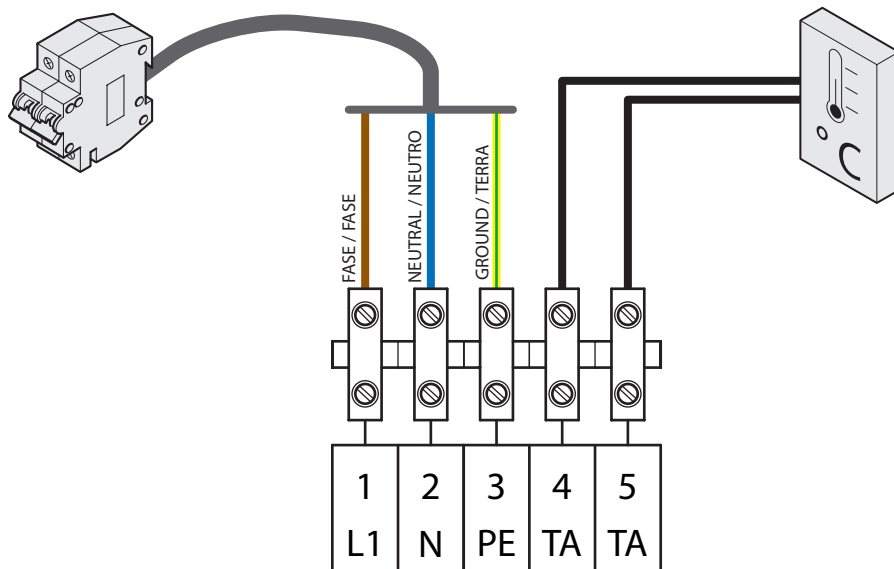 FASE / FASE
NEUTRAL / NEUTRO
GROUND / TERRA
C
1 2 3 4 5
L1 N PE TA TA